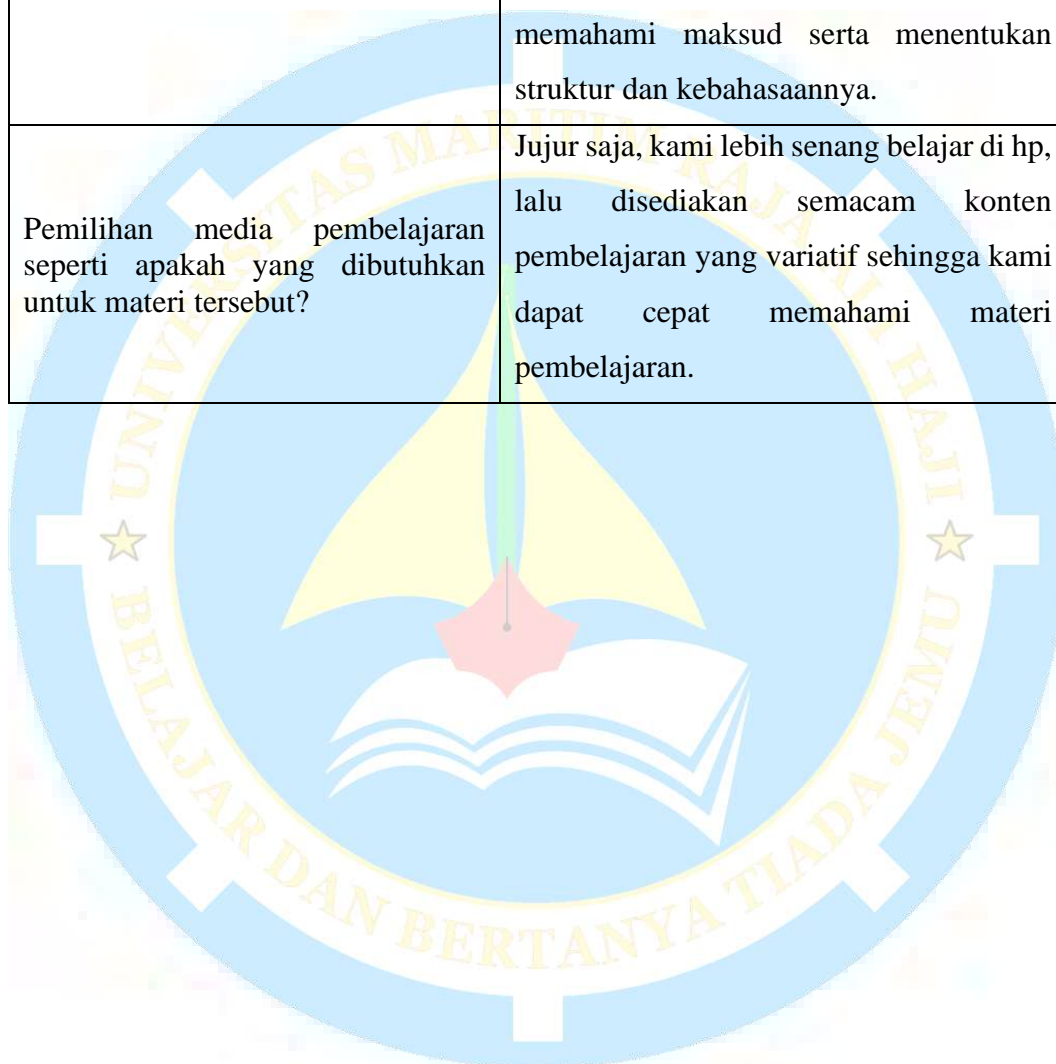 memahami maksud serta menentukan
struktur dan kebahasaannya.
Pemilihan media pembelajaran
seperti apakah yang dibutuhkan
untuk materi tersebut?
Jujur saja, kami lebih senang belajar di hp,
lalu disediakan semacam konten
pembelajaran yang variatif sehingga kami
dapat cepat memahami materi
pembelajaran.
UNIVERSITAS MARITIM RAJA ALI HAJI
BELAJAR DAN BERTANYA TIADA JEMU